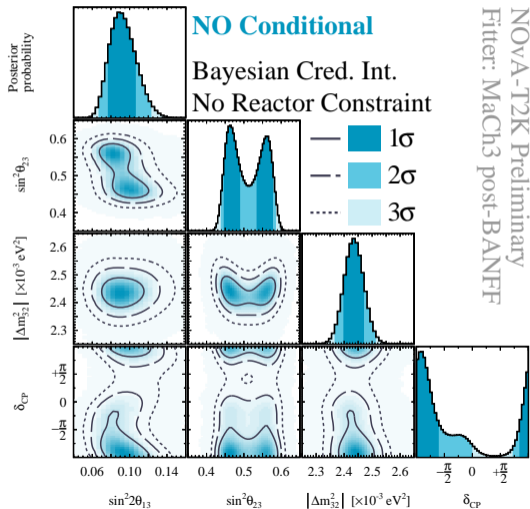 NO Conditional
Bayesian Cred. Int.
No Reactor Constraint
1σ
2σ
3σ
NOvA-T2K Preliminary
Fitter: MaCh3 post-BANFF
Posterior
probability
sin²θ₂₃
0.6
0.5
0.4
|Δm²₃₂| [×10⁻³ eV²]
2.6
2.5
2.4
2.3
δ_CP
+π/2
0
−π/2
0.06 0.10 0.14
sin²2θ₁₃
0.4 0.5 0.6
sin²θ₂₃
2.3 2.4 2.5 2.6
|Δm²₃₂| [×10⁻³ eV²]
−π/2 0 +π/2
δ_CP